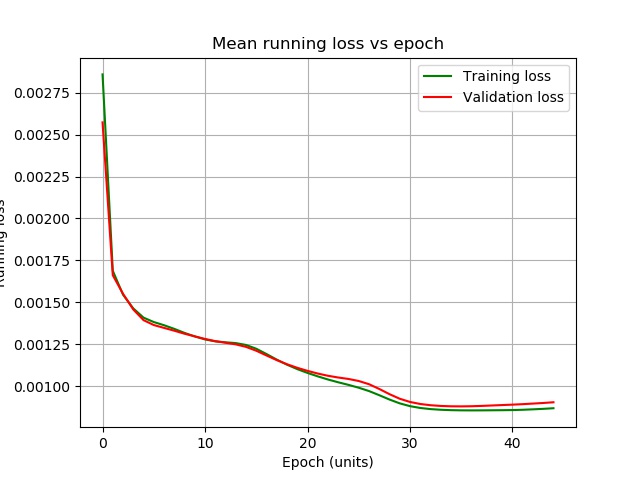 Mean running loss vs epoch
Training loss
Validation loss
0.00275
0.00250
0.00225
0.00200
0.00175
0.00150
0.00125
0.00100
Running loss
0 10 20 30 40
Epoch (units)